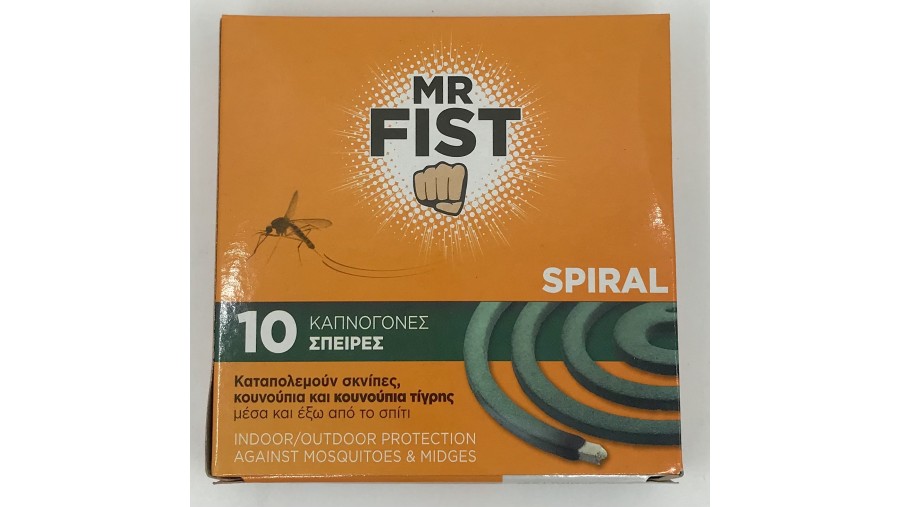 MR
FIST
SPIRAL
10 ΚΑΠΝΟΓΟΝΕΣ
ΣΠΕΙΡΕΣ
Καταπολεμούν σκνίπες,
κουνούπια και κουνούπια τίγρης
μέσα και έξω από το σπίτι
INDOOR/OUTDOOR PROTECTION
AGAINST MOSQUITOES & MIDGES